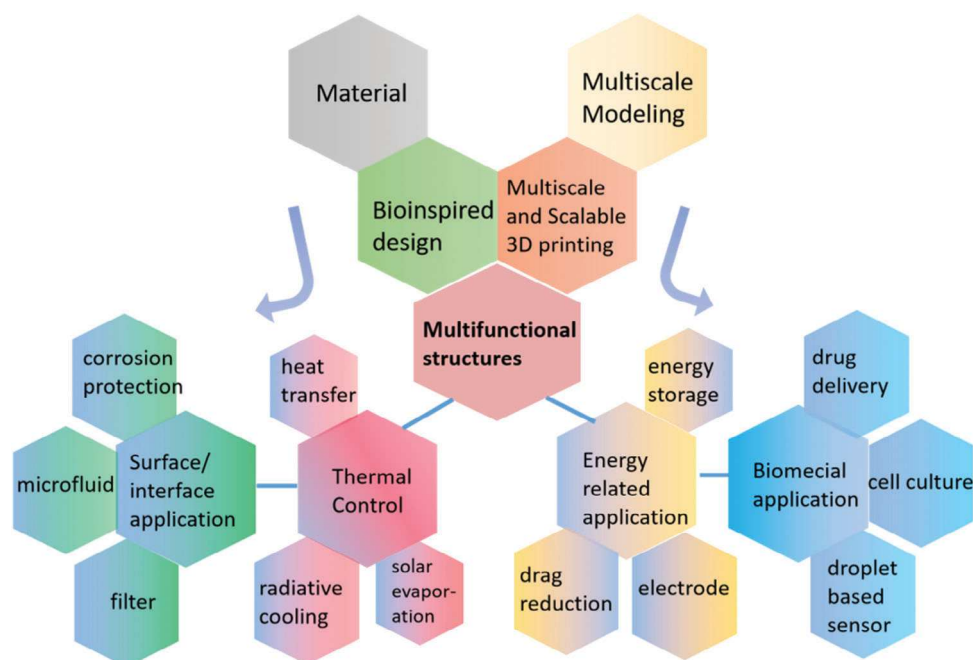 Material
Multiscale
Modeling
Bioinspired
design
Multiscale
and Scalable
3D printing
Multifunctional
structures
corrosion
protection
microfluid
Surface/
interface
application
filter
heat
transfer
Thermal
Control
radiative
cooling
solar
evapor-
ation
energy
storage
Energy
related
application
drag
reduction
electrode
drug
delivery
Biomecial
application
cell culture
droplet
based
sensor